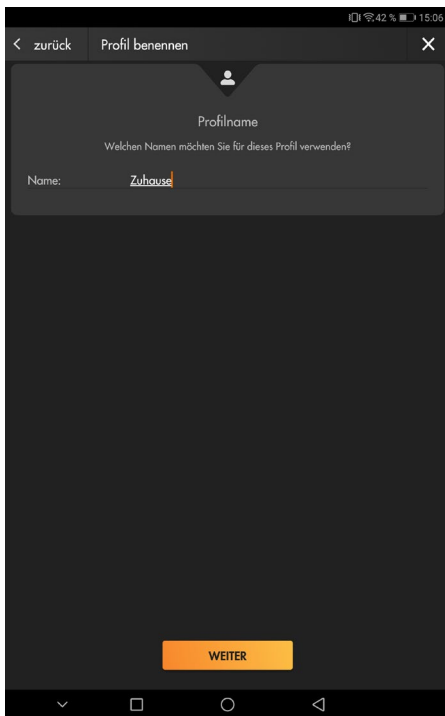 42 % 15:06
zurück Profil benennen
Profilname
Welchen Namen möchten Sie für dieses Profil verwenden?
Name: Zuhause
WEITER